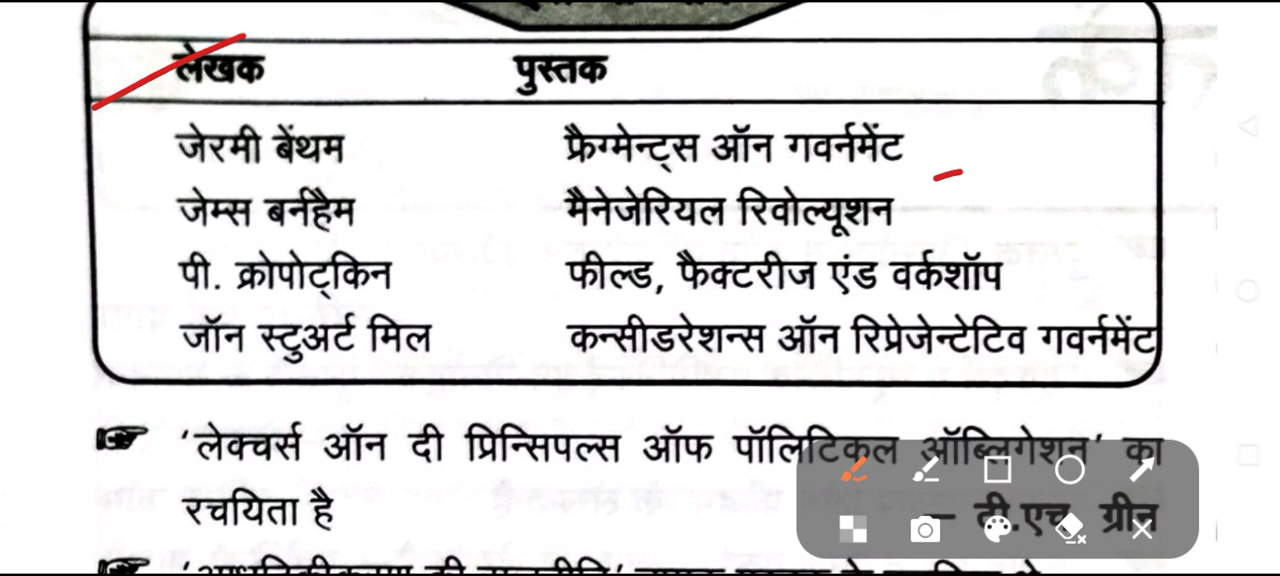 लेखक पुस्तक
जेरमी बेंथम फ्रैग्मेन्ट्स ऑन गवर्नमेंट
जेम्स बर्नहैम मैनेजेरियल रिवोल्यूशन
पी. क्रोपोट्किन फील्ड, फैक्टरीज एंड वर्कशॉप
जॉन स्टुअर्ट मिल कन्सीडरेशन्स ऑन रिप्रेजेन्टेटिव गवर्नमेंट
'लेक्चर्स ऑन दी प्रिन्सिपल्स ऑफ पॉलिटिकल ऑब्लिगेशन' का
रचयिता है — टी.एच. ग्रीन